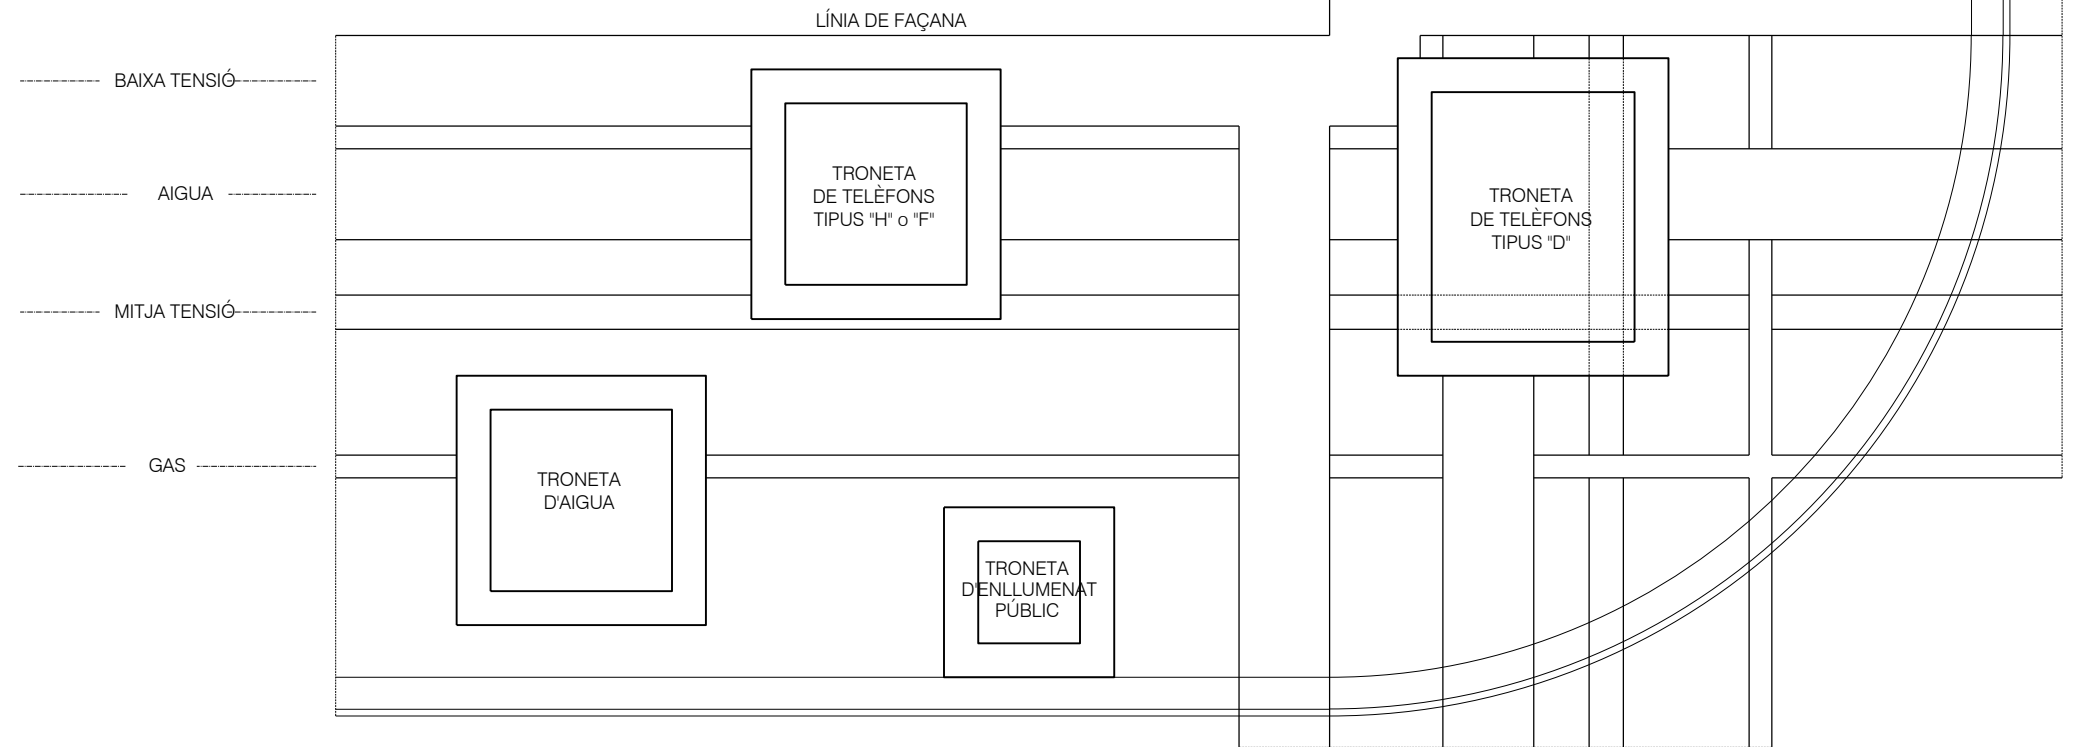 LÍNIA DE FAÇANA
BAIXA TENSIÓ
AIGUA
MITJA TENSIÓ
GAS
TRONETA
DE TELÈFONS
TIPUS "H" o "F"
TRONETA
DE TELÈFONS
TIPUS "D"
TRONETA
D'AIGUA
TRONETA
D'ENLLUMENAT
PÚBLIC